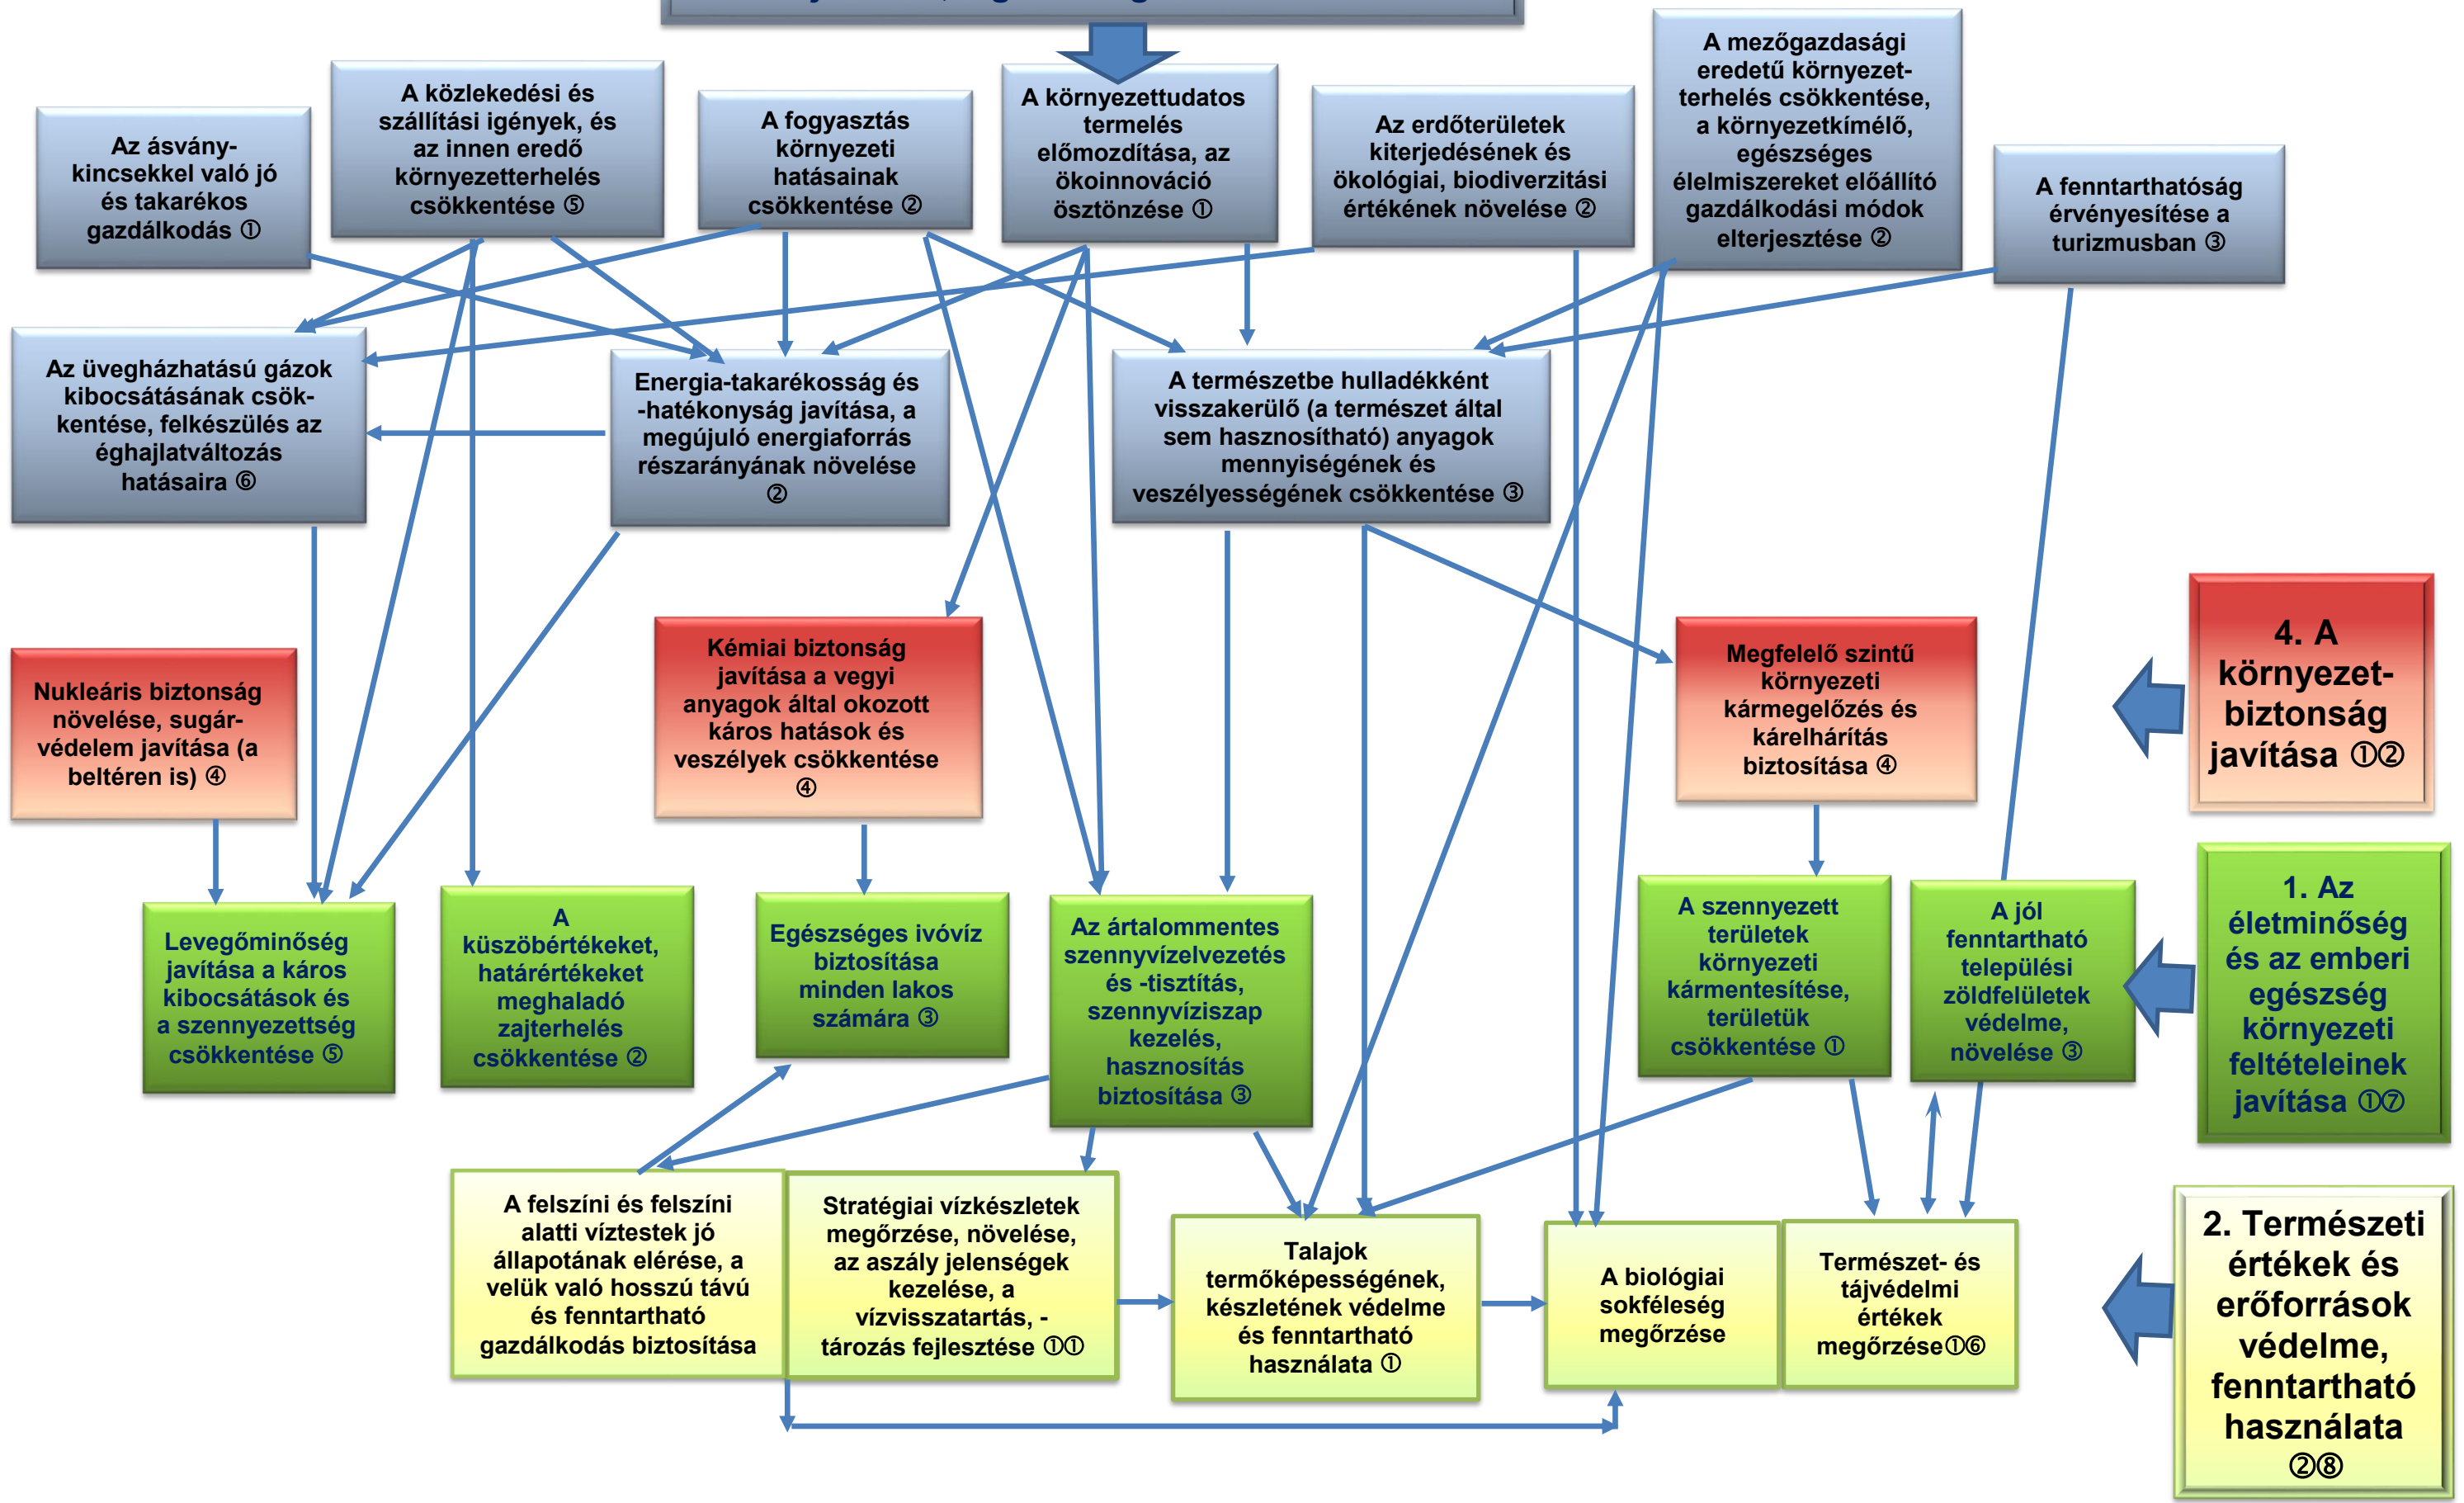 A közlekedési és
szállítási igények, és
az innen eredő
környezetterhelés
csökkentése ⑤
A mezőgazdasági
eredetű környezet-
terhelés csökkentése,
a környezetkímélő,
egészséges
élelmiszereket előállító
gazdálkodási módok
elterjesztése ②
Az ásvány-
kincsekkel való jó
és takarékos
gazdálkodás ①
A fogyasztás
környezeti
hatásainak
csökkentése ②
A környezettudatos
termelés
előmozdítása, az
ökoinnováció
ösztönzése ①
Az erdőterületek
kiterjedésének és
ökológiai, biodiverzitási
értékének növelése ②
A fenntarthatóság
érvényesítése a
turizmusban ③
Az üvegházhatású gázok
kibocsátásának csök-
kentése, felkészülés az
éghajlatváltozás
hatásaira ⑥
Energia-takarékosság és
-hatékonyság javítása, a
megújuló energiaforrás
részarányának növelése
②
A természetbe hulladékként
visszakerülő (a természet által
sem hasznosítható) anyagok
mennyiségének és
veszélyességének csökkentése ③
Nukleáris biztonság
növelése, sugár-
védelem javítása (a
beltéren is) ④
Kémiai biztonság
javítása a vegyi
anyagok által okozott
káros hatások és
veszélyek csökkentése
④
Megfelelő szintű
környezeti
kármegelőzés és
kárelhárítás
biztosítása ④
4. A
környezet-
biztonság
javítása ①②
Levegőminőség
javítása a káros
kibocsátások és
a szennyezettség
csökkentése ⑤
A
küszöbértékeket,
határértékeket
meghaladó
zajterhelés
csökkentése ②
Egészséges ivóvíz
biztosítása
minden lakos
számára ③
Az ártalommentes
szennyvízelvezetés
és -tisztítás,
szennyvíziszap
kezelés,
hasznosítás
biztosítása ③
A szennyezett
területek
környezeti
kármentesítése,
területük
csökkentése ①
A jól
fenntartható
települési
zöldfelületek
védelme,
növelése ③
1. Az
életminőség
és az emberi
egészség
környezeti
feltételeinek
javítása ①⑦
A felszíni és felszíni
alatti víztestek jó
állapotának elérése, a
velük való hosszú távú
és fenntartható
gazdálkodás biztosítása
Stratégiai vízkészletek
megőrzése, növelése,
az aszály jelenségek
kezelése, a
vízvisszatartás, -
tározás fejlesztése ①①
Talajok
termőképességének,
készletének védelme
és fenntartható
használata ①
A biológiai
sokféleség
megőrzése
Természet- és
tájvédelmi
értékek
megőrzése①⑥
2. Természeti
értékek és
erőforrások
védelme,
fenntartható
használata
②⑧